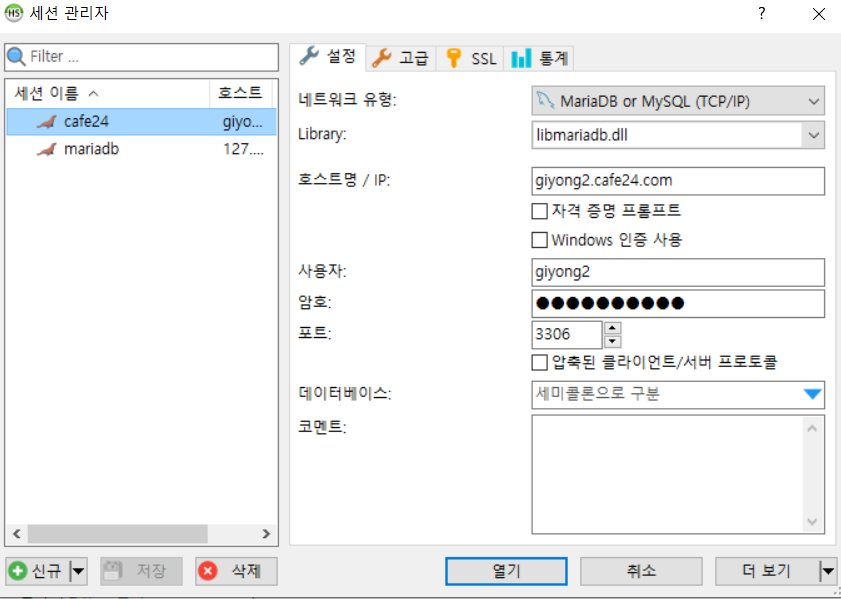 HS 세션 관리자 ?
Filter ...
세션 이름 호스트
cafe24 giyo...
mariadb 127....
설정 고급 SSL 통계
네트워크 유형: MariaDB or MySQL (TCP/IP)
Library: libmariadb.dll
호스트명 / IP: giyong2.cafe24.com
자격 증명 프롬프트
Windows 인증 사용
사용자: giyong2
암호: ●●●●●●●●●●
포트: 3306
압축된 클라이언트/서버 프로토콜
데이터베이스: 세미콜론으로 구분
코멘트:
신규 저장 삭제 열기 취소 더 보기